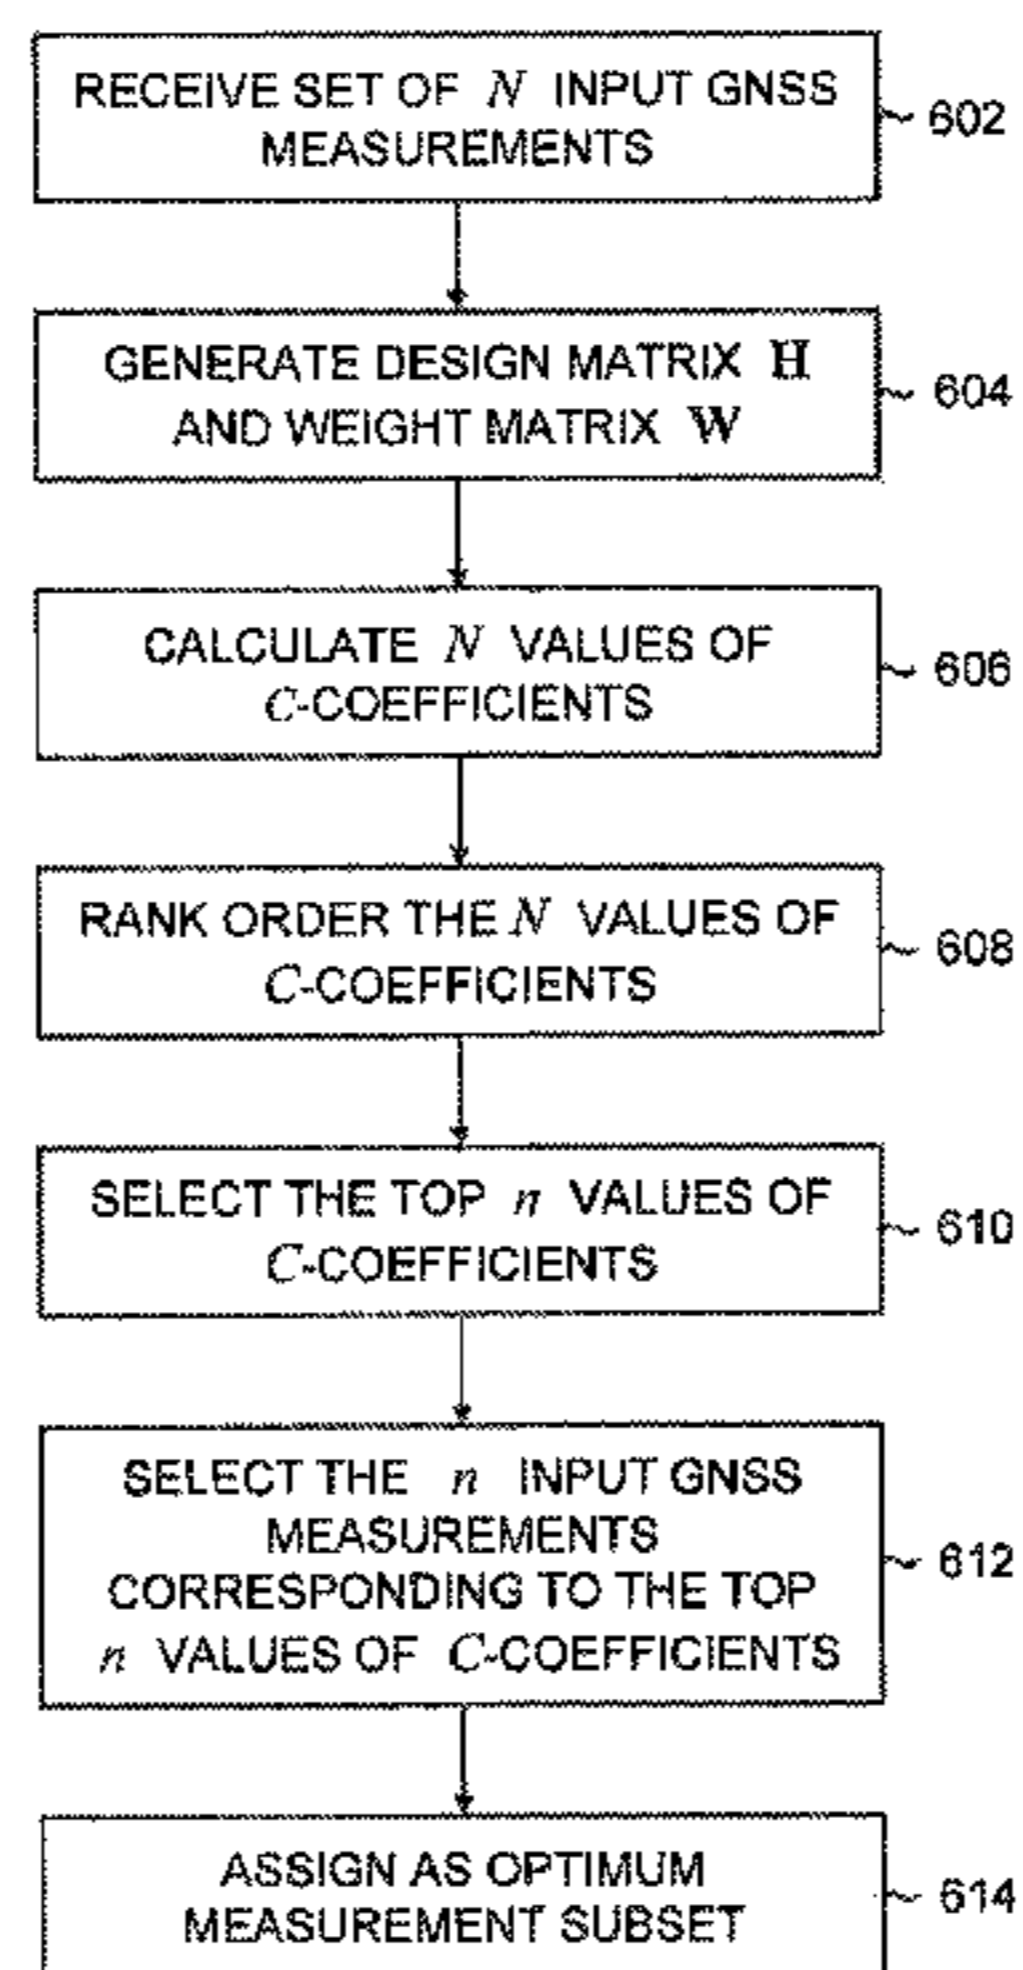 RECEIVE SET OF N INPUT GNSS
MEASUREMENTS
602
GENERATE DESIGN MATRIX H
AND WEIGHT MATRIX W
604
CALCULATE N VALUES OF
C-COEFFICIENTS
606
RANK ORDER THE N VALUES OF
C-COEFFICIENTS
608
SELECT THE TOP n VALUES OF
C-COEFFICIENTS
610
SELECT THE n INPUT GNSS
MEASUREMENTS
CORRESPONDING TO THE TOP
n VALUES OF C-COEFFICIENTS
612
ASSIGN AS OPTIMUM
MEASUREMENT SUBSET
614